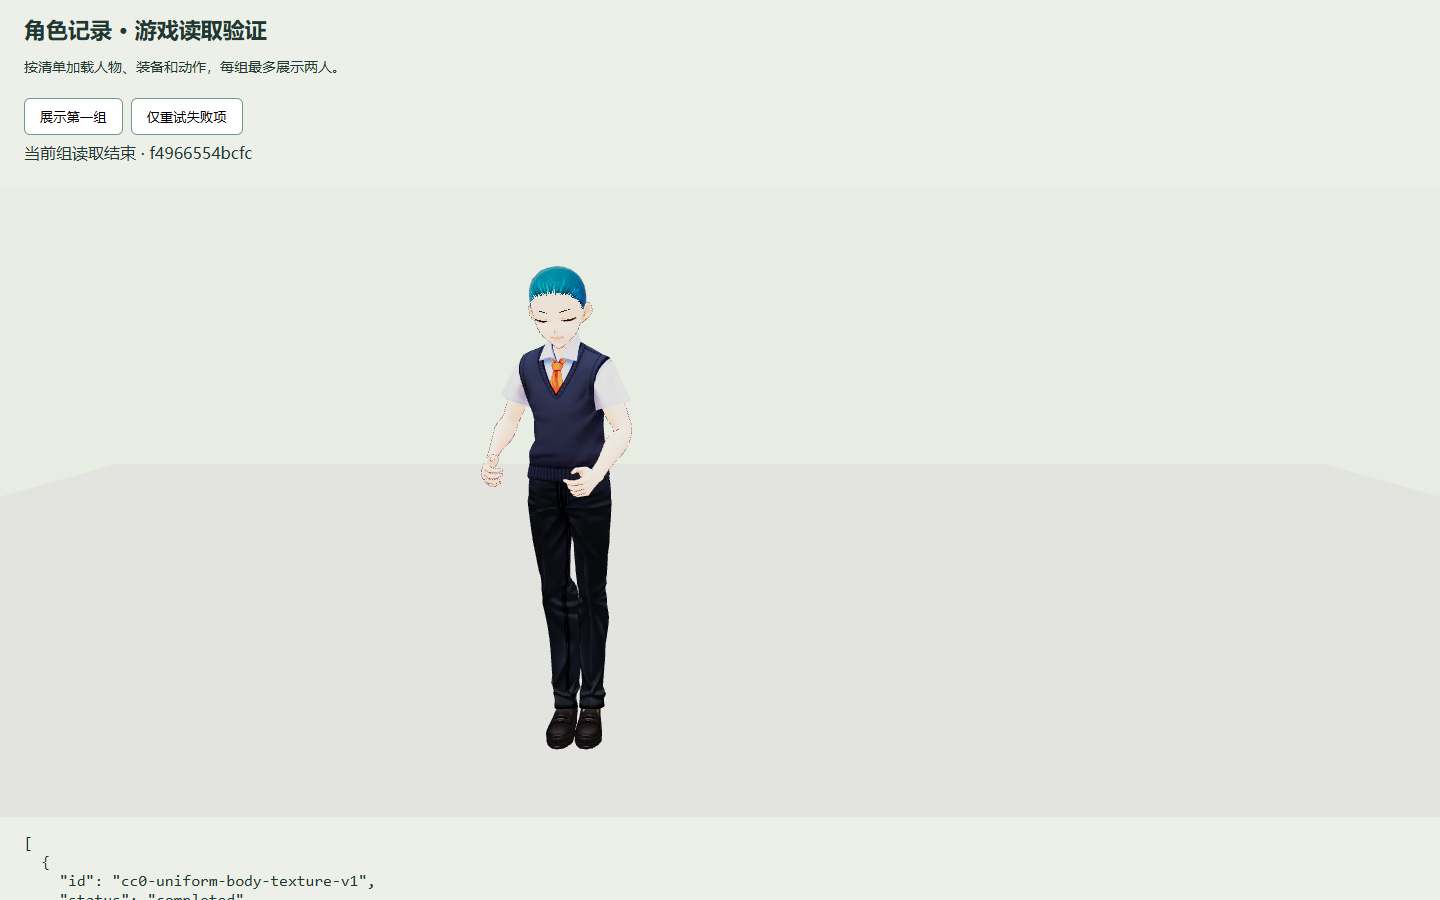 角色记录 · 游戏读取验证
按清单加载人物、装备和动作，每组最多展示两人。
展示第一组
仅重试失败项
当前组读取结束 · f4966554bcfc
[
{
"id": "cc0-uniform-body-texture-v1",
"status": "completed"